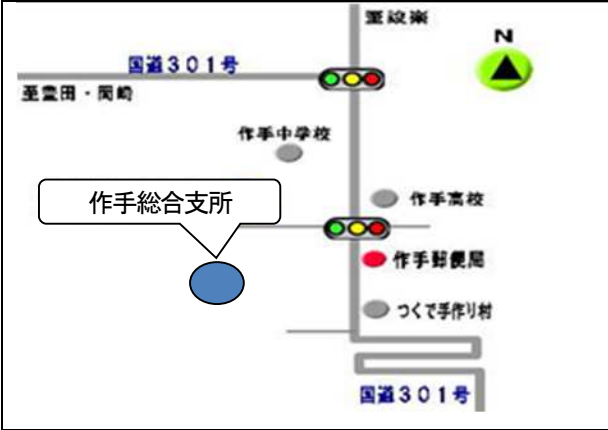 至設楽
N
国道301号
至豊田・岡崎
作手中学校
作手総合支所
作手高校
作手郵便局
つくで手作り村
国道301号